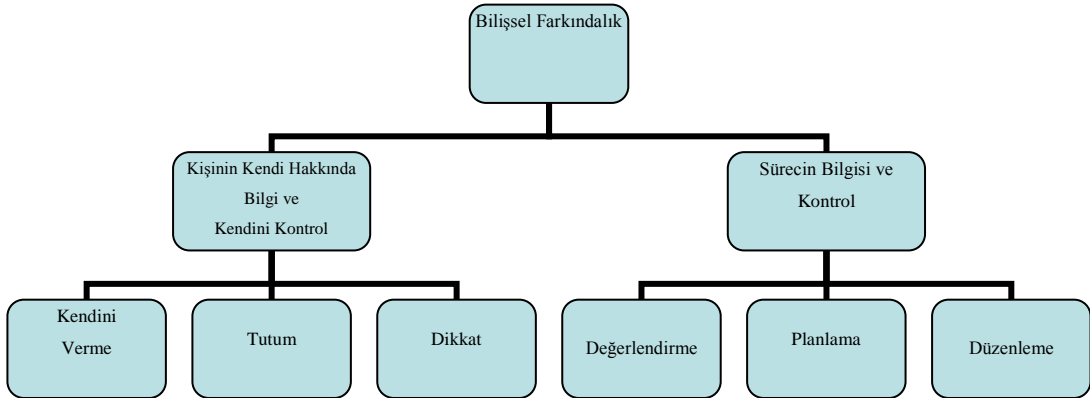 Bilişsel Farkındalık
Kişinin Kendi Hakkında
Bilgi ve
Kendini Kontrol
Sürecin Bilgisi ve
Kontrol
Kendini
Verme
Tutum
Dikkat
Değerlendirme
Planlama
Düzenleme